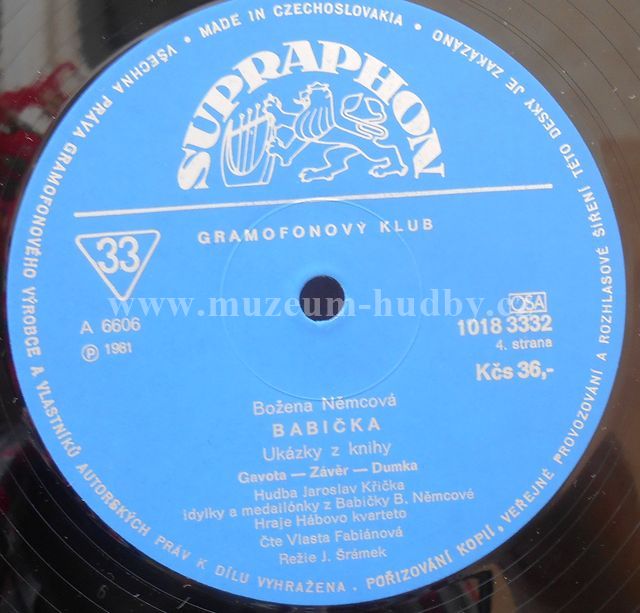 VŠECHNA PRÁVA GRAMOFONOVÉHO VÝROBCE A VLASTNÍKŮ AUTORSKÝCH PRÁV K DÍLU VYHRAŽENA. POŘIZOVÁNÍ KOPIÍ, VEŘEJNÉ PROVOZOVÁNÍ A ROZHLASOVÉ ŠÍŘENÍ TÉTO DESKY JE ZAKÁZÁNO • MADE IN CZECHOSLOVAKIA •
SUPRAPHON
GRAMOFONOVÝ KLUB
33
www.muzeum-hudby.c
OSA
A 6606
1018 3332
℗ 1981
4. strana
Kčs 36,-
Božena Němcová
BABIČKA
Ukázky z knihy
Gavota — Závěr — Dumka
Hudba Jaroslav Křička
idylky a medailónky z Babičky B. Němcové
Hraje Hábovo kvarteto
Čte Vlasta Fabiánová
Režie J. Šrámek